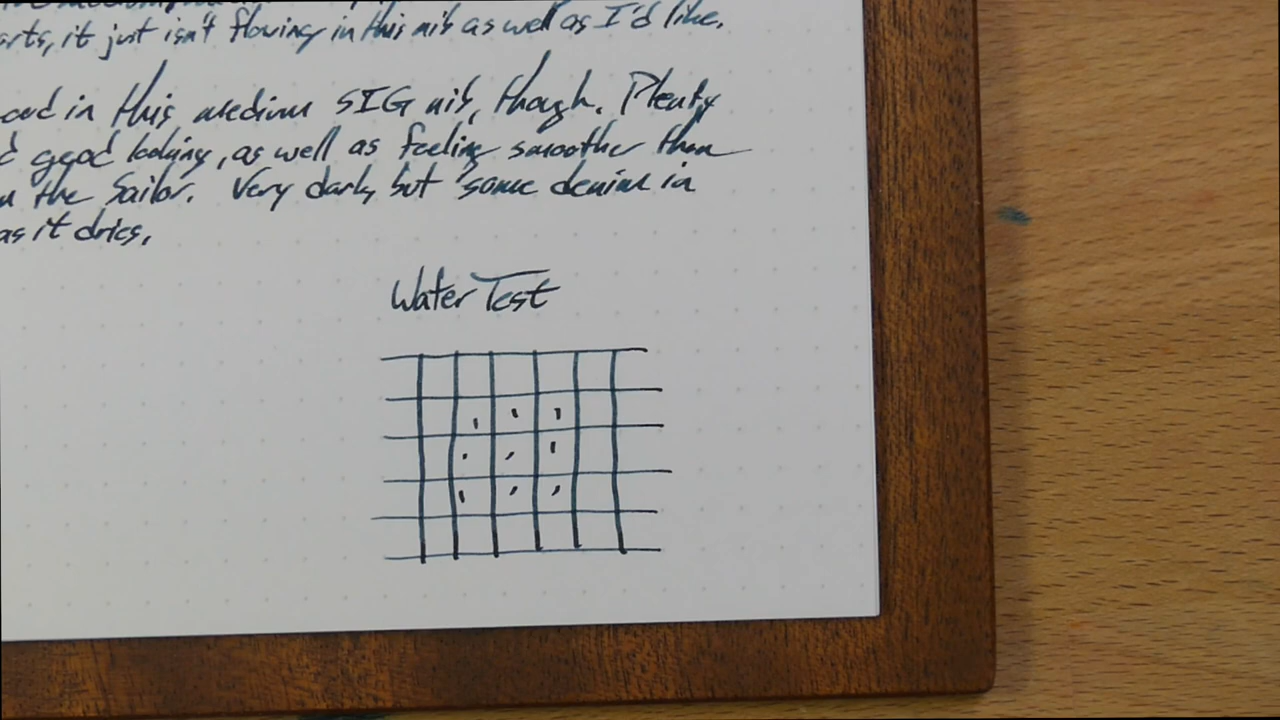 arts, it just isn't flowing in this nib as well as I'd like.
good in this medium SIG nib, though. Plenty
good looking, as well as feeling smoother than
the Sailor. Very dark, but some denim in
as it dries.
Water Test